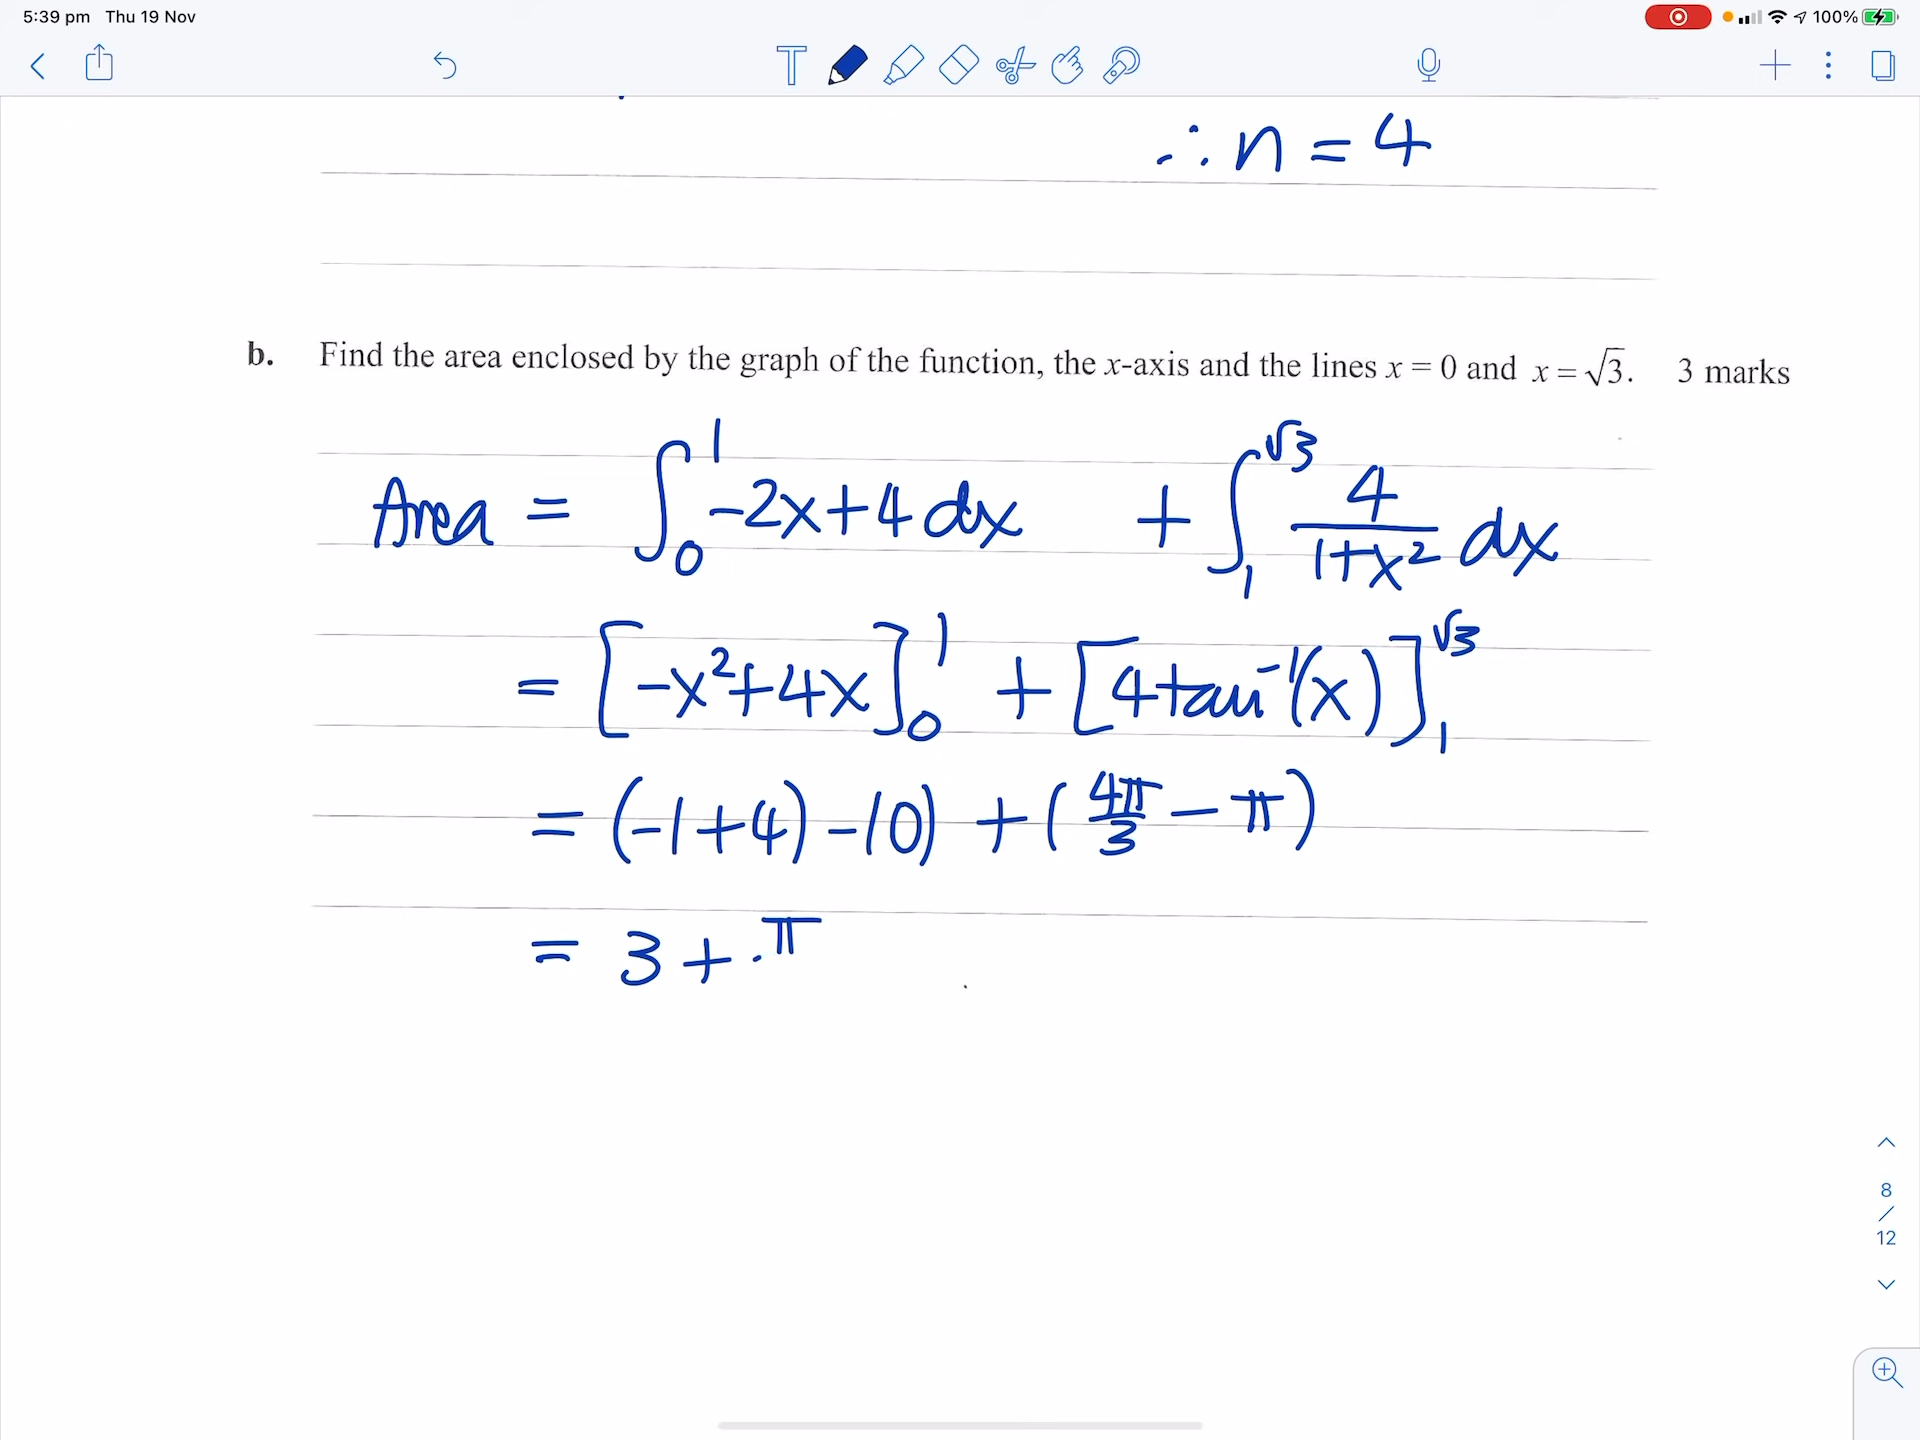 5:39 pm Thu 19 Nov 100%
∴ n = 4
b. Find the area enclosed by the graph of the function, the x-axis and the lines x = 0 and x = √3. 3 marks
Area = ∫₀¹ -2x+4 dx + ∫₁^√3 4/(1+x²) dx
= [-x²+4x]₀¹ + [4tan⁻¹(x)]₁^√3
= (-1+4) -(0) + (4π/3 - π)
= 3 + π
8
/
12